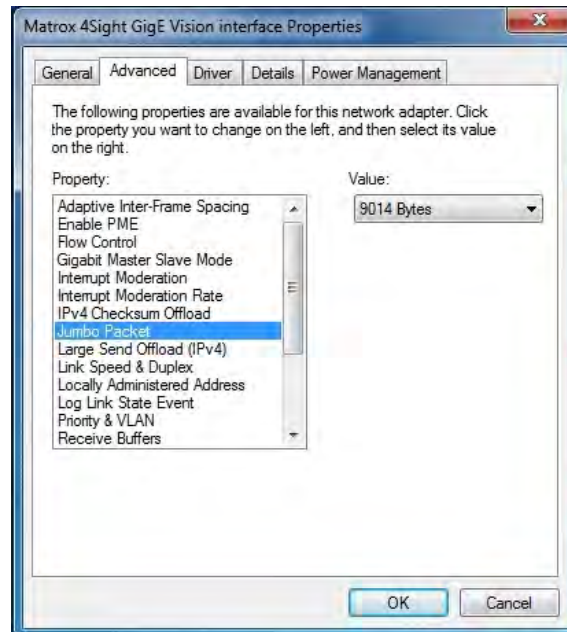 Matrox 4Sight GigE Vision interface Properties
General Advanced Driver Details Power Management
The following properties are available for this network adapter. Click
the property you want to change on the left, and then select its value
on the right.
Property:
Value:
Adaptive Inter-Frame Spacing
9014 Bytes
Enable PME
Flow Control
Gigabit Master Slave Mode
Interrupt Moderation
Interrupt Moderation Rate
IPv4 Checksum Offload
Jumbo Packet
Large Send Offload (IPv4)
Link Speed & Duplex
Locally Administered Address
Log Link State Event
Priority & VLAN
Receive Buffers
OK
Cancel